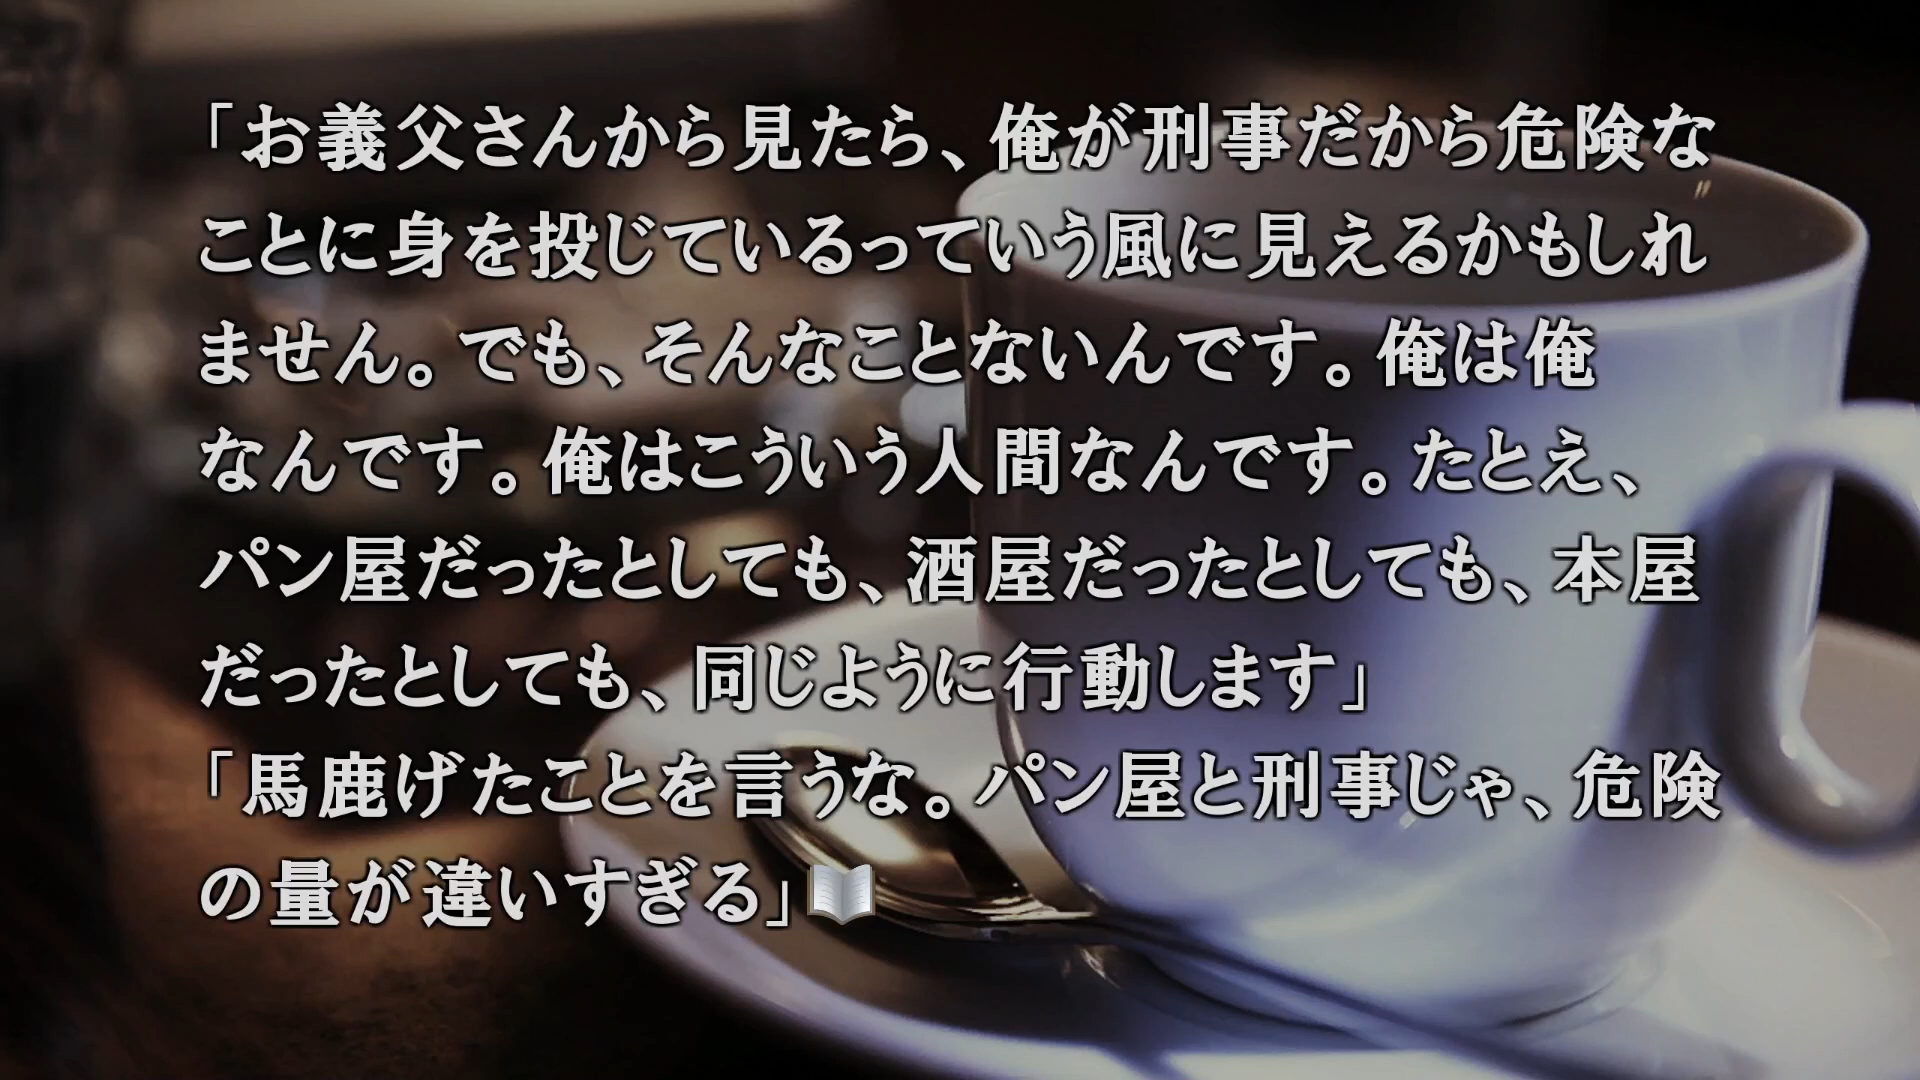 「お義父さんから見たら、俺が刑事だから危険な
ことに身を投じているっていう風に見えるかもしれ
ません。でも、そんなことないんです。俺は俺
なんです。俺はこういう人間なんです。たとえ、
パン屋だったとしても、酒屋だったとしても、本屋
だったとしても、同じように行動します」
「馬鹿げたことを言うな。パン屋と刑事じゃ、危険
の量が違いすぎる」